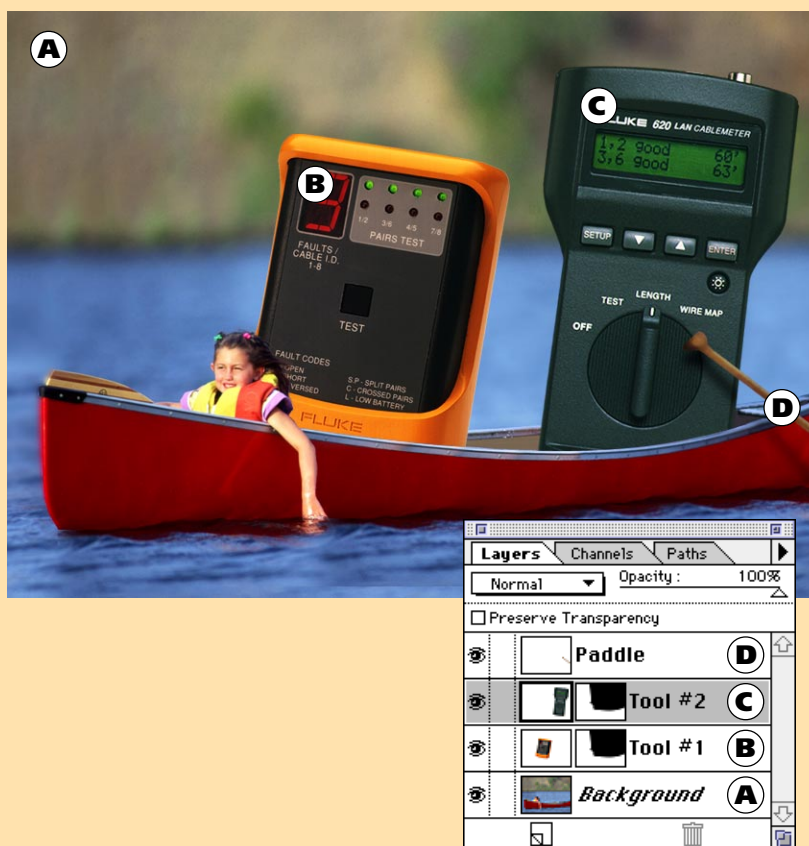 A
C
FLUKE 620 LAN CABLEMETER
1,2 good 60'
3,6 good 63'
B
3
1/2 3/6 4/5 7/8
PAIRS TEST
FAULTS /
CABLE I.D.
1-8
SETUP ENTER
TEST
LENGTH
TEST WIRE MAP
OFF
FAULT CODES
S.P - SPLIT PAIRS
C - CROSSED PAIRS
L - LOW BATTERY
FLUKE
D
Layers Channels Paths
Normal Opacity: 100%
Preserve Transparency
Paddle D
Tool #2 C
Tool #1 B
Background A